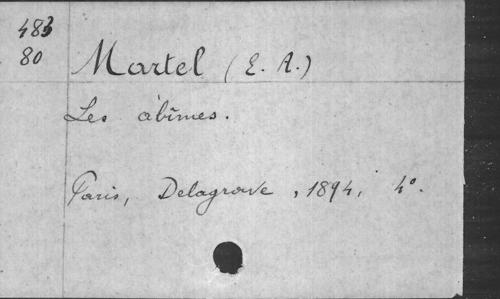 483
80
Martel (E. A.)
Les abîmes.
Paris, Delagrave, 1894, 4°.